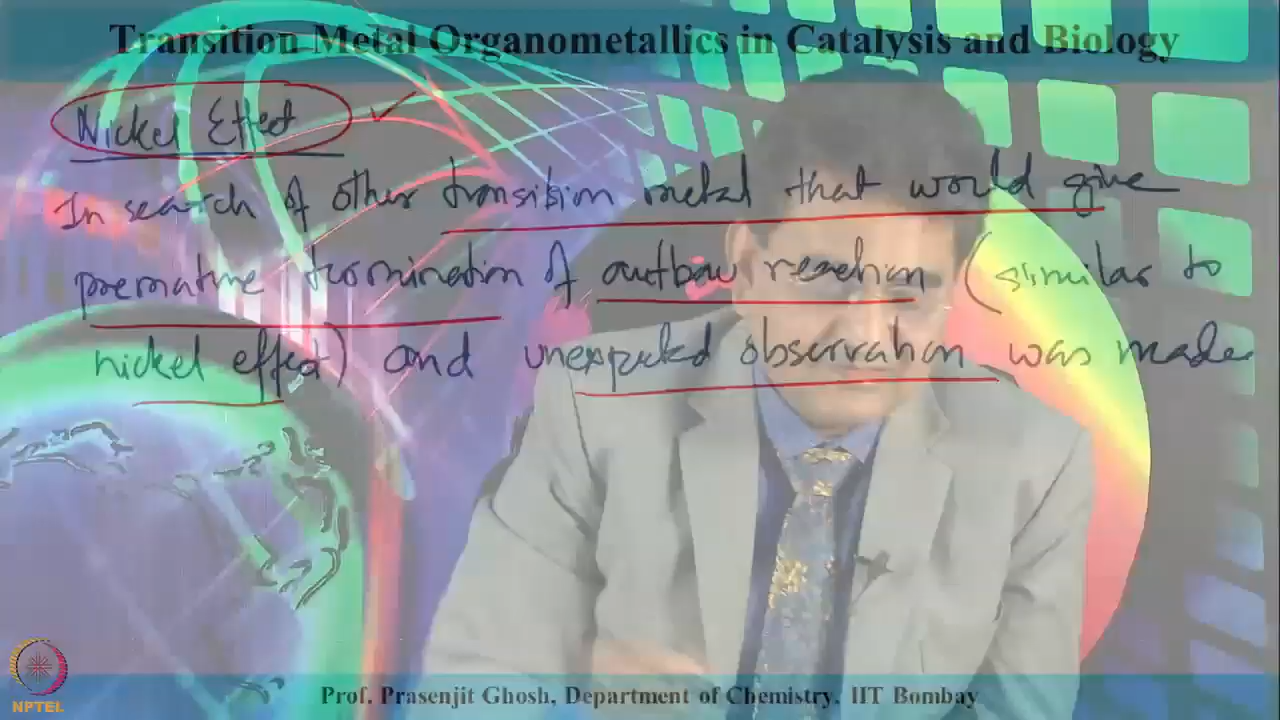 Transition Metal Organometallics in Catalysis and Biology
Nickel Effect
In search of other transition metal that would give
premature termination of aufbau reaction (similar to
nickel effect) and unexpected observation was made
Prof. Prasenjit Ghosh, Department of Chemistry, IIT Bombay
NPTEL